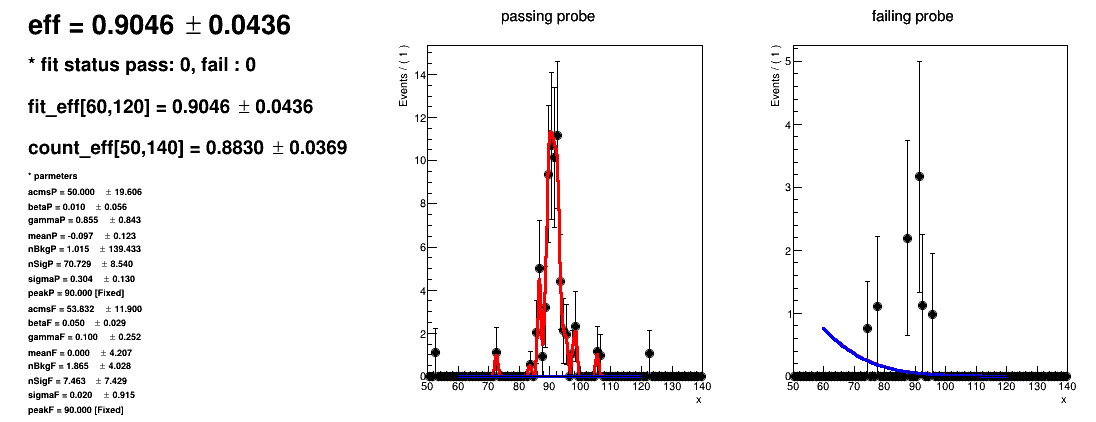 eff = 0.9046 ± 0.0436
* fit status pass: 0, fail : 0
fit_eff[60,120] = 0.9046 ± 0.0436
count_eff[50,140] = 0.8830 ± 0.0369
* parmeters
acmsP = 50.000 ± 19.606
betaP = 0.010 ± 0.056
gammaP = 0.855 ± 0.843
meanP = -0.097 ± 0.123
nBkgP = 1.015 ± 139.433
nSigP = 70.729 ± 8.540
sigmaP = 0.304 ± 0.130
peakP = 90.000 [Fixed]
acmsF = 53.832 ± 11.900
betaF = 0.050 ± 0.029
gammaF = 0.100 ± 0.252
meanF = 0.000 ± 4.207
nBkgF = 1.865 ± 4.028
nSigF = 7.463 ± 7.429
sigmaF = 0.020 ± 0.915
peakF = 90.000 [Fixed]
passing probe
Events / ( 1 )
14
12
10
8
6
4
2
0
50 60 70 80 90 100 110 120 130 140
x
failing probe
Events / ( 1 )
5
4
3
2
1
0
50 60 70 80 90 100 110 120 130 140
x